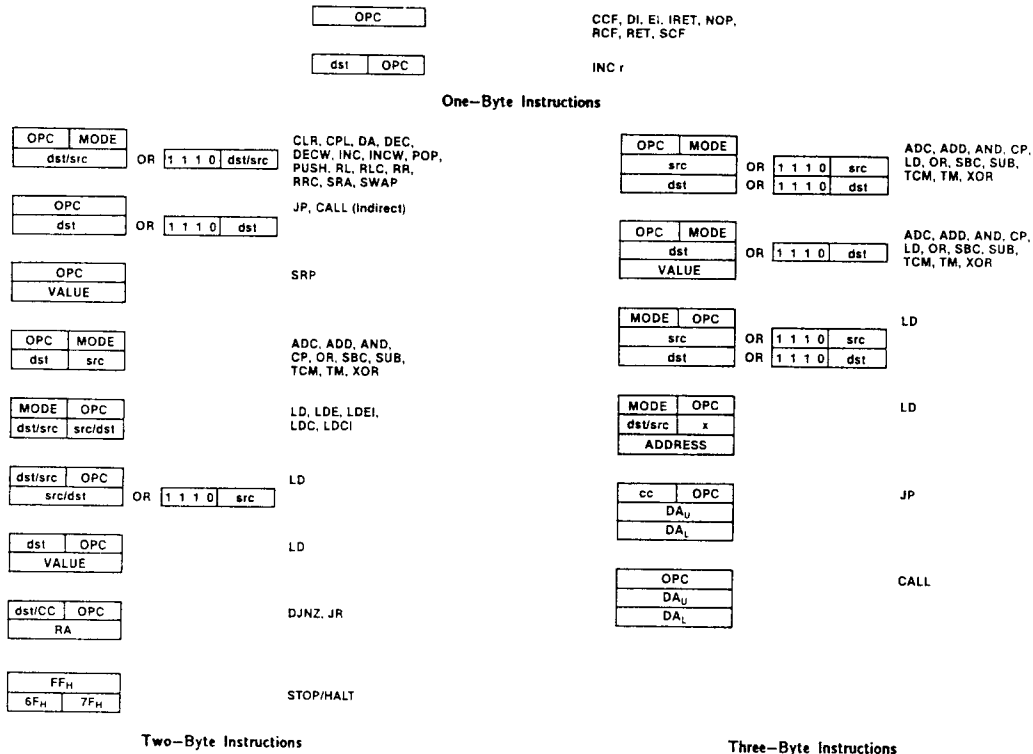 OPC
CCF, DI, Ei, IRET, NOP,
RCF, RET, SCF
dst OPC
INC r
One—Byte Instructions
OPC MODE
dst/src OR 1 1 1 0 dst/src
CLR, CPL, DA, DEC,
DECW, INC, INCW, POP,
PUSH, RL, RLC, RR,
RRC, SRA, SWAP
OPC
dst OR 1 1 1 0 dst
JP, CALL (Indirect)
OPC
VALUE
SRP
OPC MODE
dst src
ADC, ADD, AND,
CP, OR, SBC, SUB,
TCM, TM, XOR
MODE OPC
dst/src src/dst
LD, LDE, LDEI,
LDC, LDCI
dst/src OPC
src/dst OR 1 1 1 0 src
LD
dst OPC
VALUE
LD
dst/CC OPC
RA
DJNZ, JR
FFH
6FH 7FH
STOP/HALT
Two—Byte Instructions
OPC MODE
src OR 1 1 1 0 src
dst OR 1 1 1 0 dst
ADC, ADD, AND, CP,
LD, OR, SBC, SUB,
TCM, TM, XOR
OPC MODE
dst OR 1 1 1 0 dst
VALUE
ADC, ADD, AND, CP,
LD, OR, SBC, SUB,
TCM, TM, XOR
MODE OPC
src OR 1 1 1 0 src
dst OR 1 1 1 0 dst
LD
MODE OPC
dst/src x
ADDRESS
LD
cc OPC
DAU
DAL
JP
OPC
DAU
DAL
CALL
Three—Byte Instructions